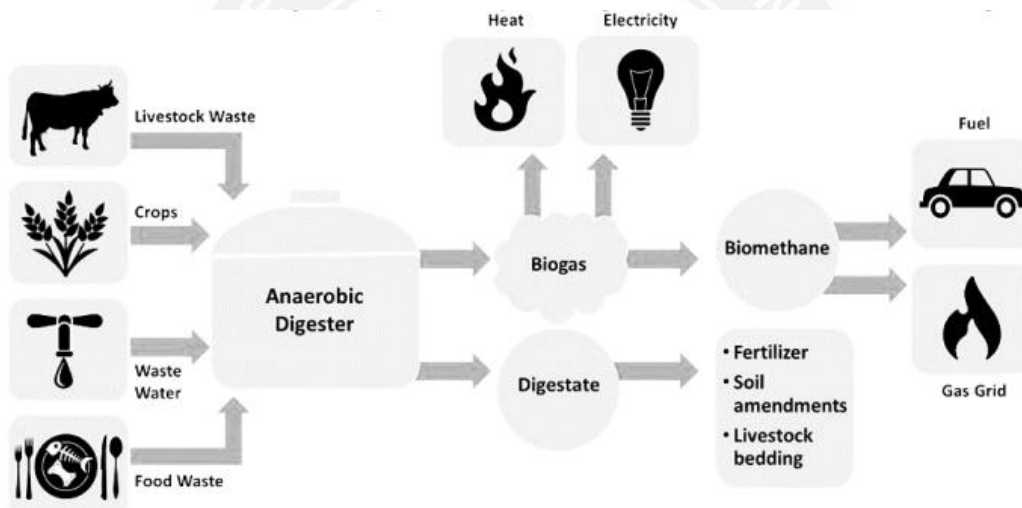 Heat
Electricity
Livestock Waste
Fuel
Crops
Biogas
Biomethane
Anaerobic
Digester
Waste
Water
Digestate
• Fertilizer
• Soil
amendments
• Livestock
bedding
Gas Grid
Food Waste